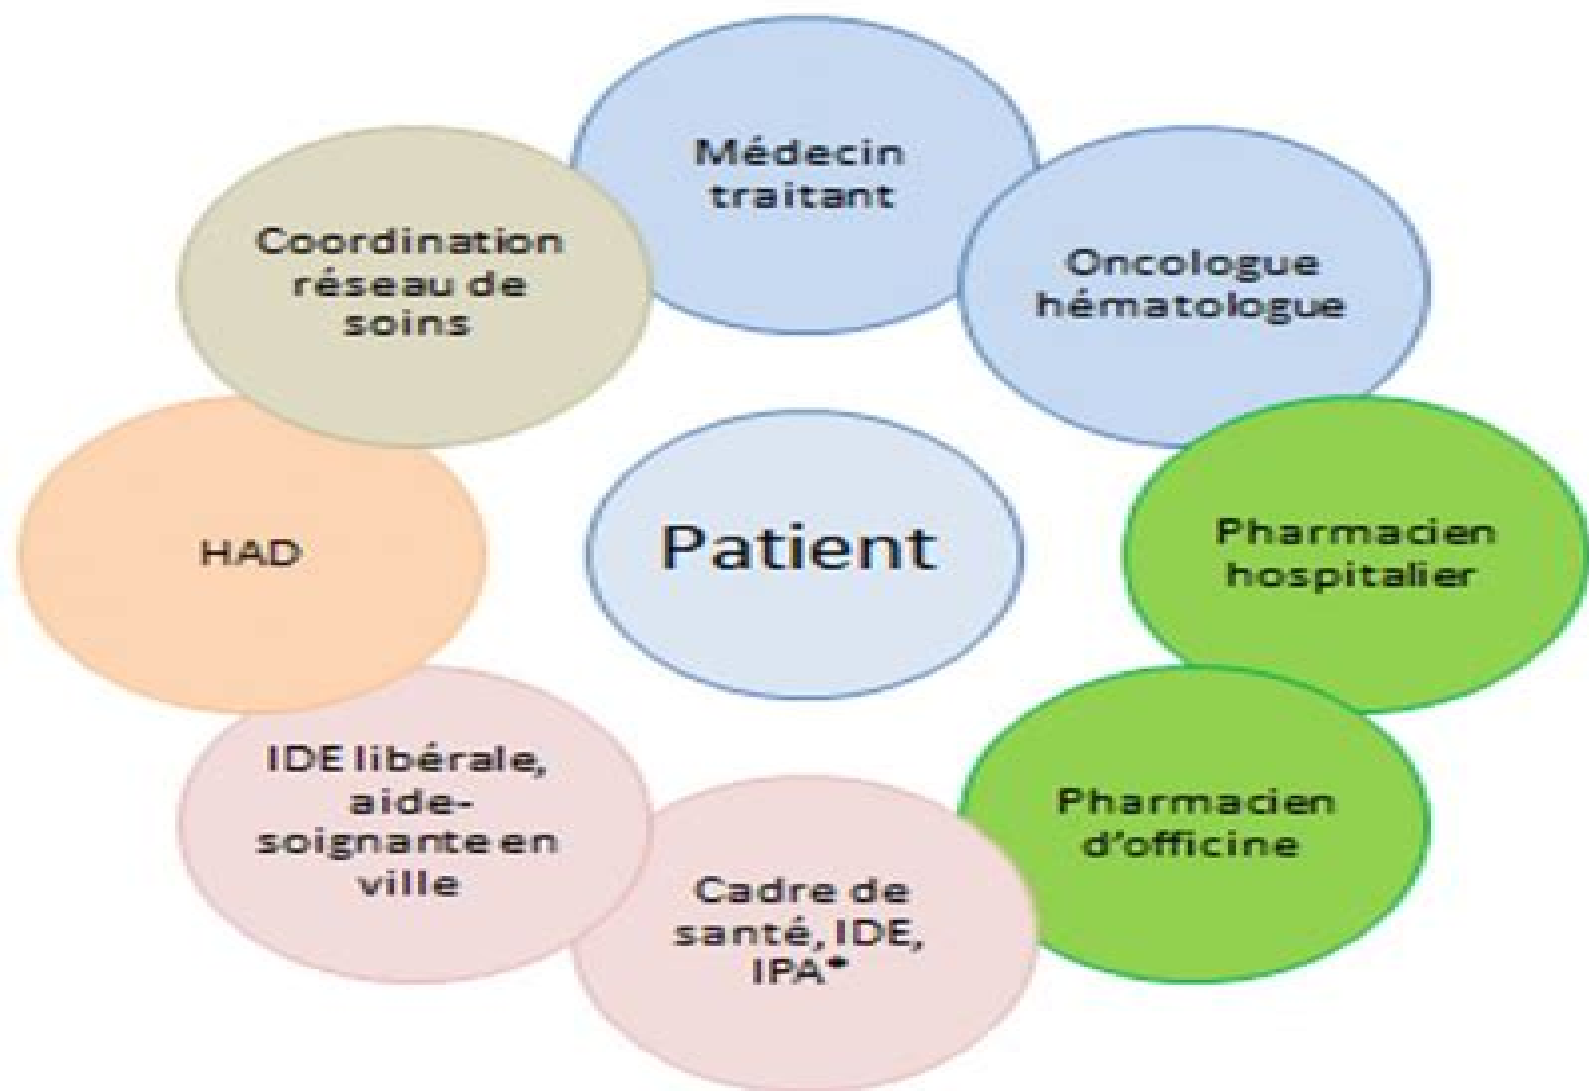 Médecin
traitant
Oncologue
hématologue
Pharmacien
hospitalier
Pharmacien
d'officine
Cadre de
santé, IDE,
IPA*
IDE libérale,
aide-
soignante en
ville
HAD
Coordination
réseau de
soins
Patient